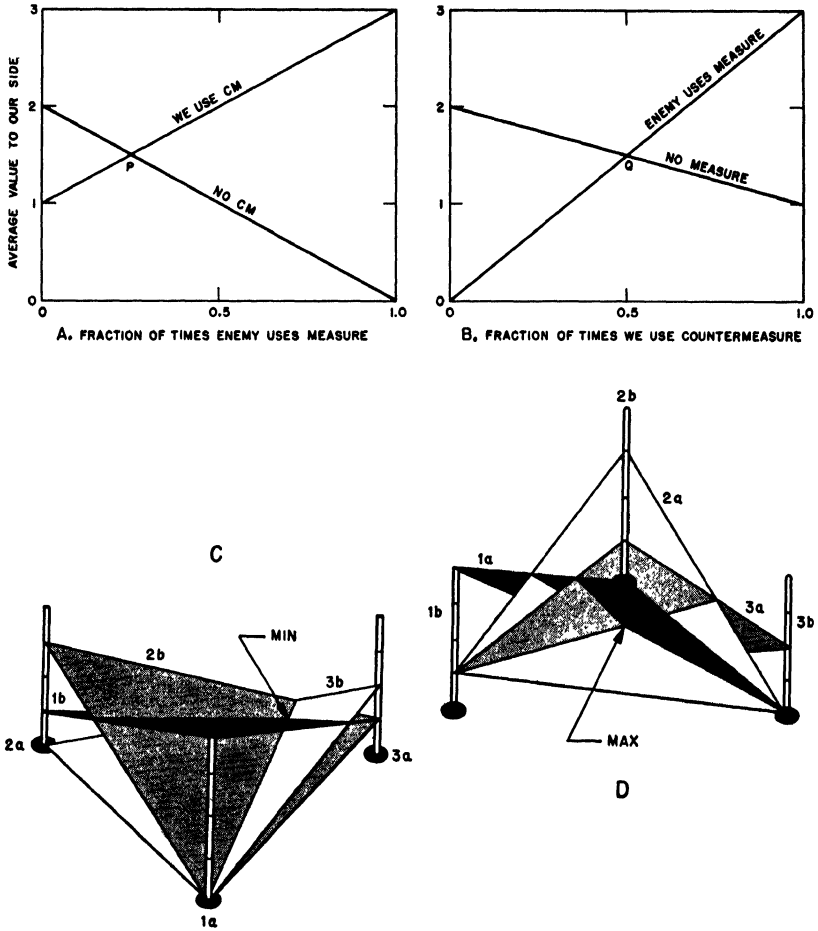 3
2
1
0
AVERAGE VALUE TO OUR SIDE
WE USE CM
P
NO CM
0 0.5 1.0
A. FRACTION OF TIMES ENEMY USES MEASURE
3
2
1
0
ENEMY USES MEASURE
NO MEASURE
Q
0 0.5 1.0
B. FRACTION OF TIMES WE USE COUNTERMEASURE
C
2b
MIN
3b
1b
2a
3a
1a
2b
2a
1a
1b
3a
3b
MAX
D